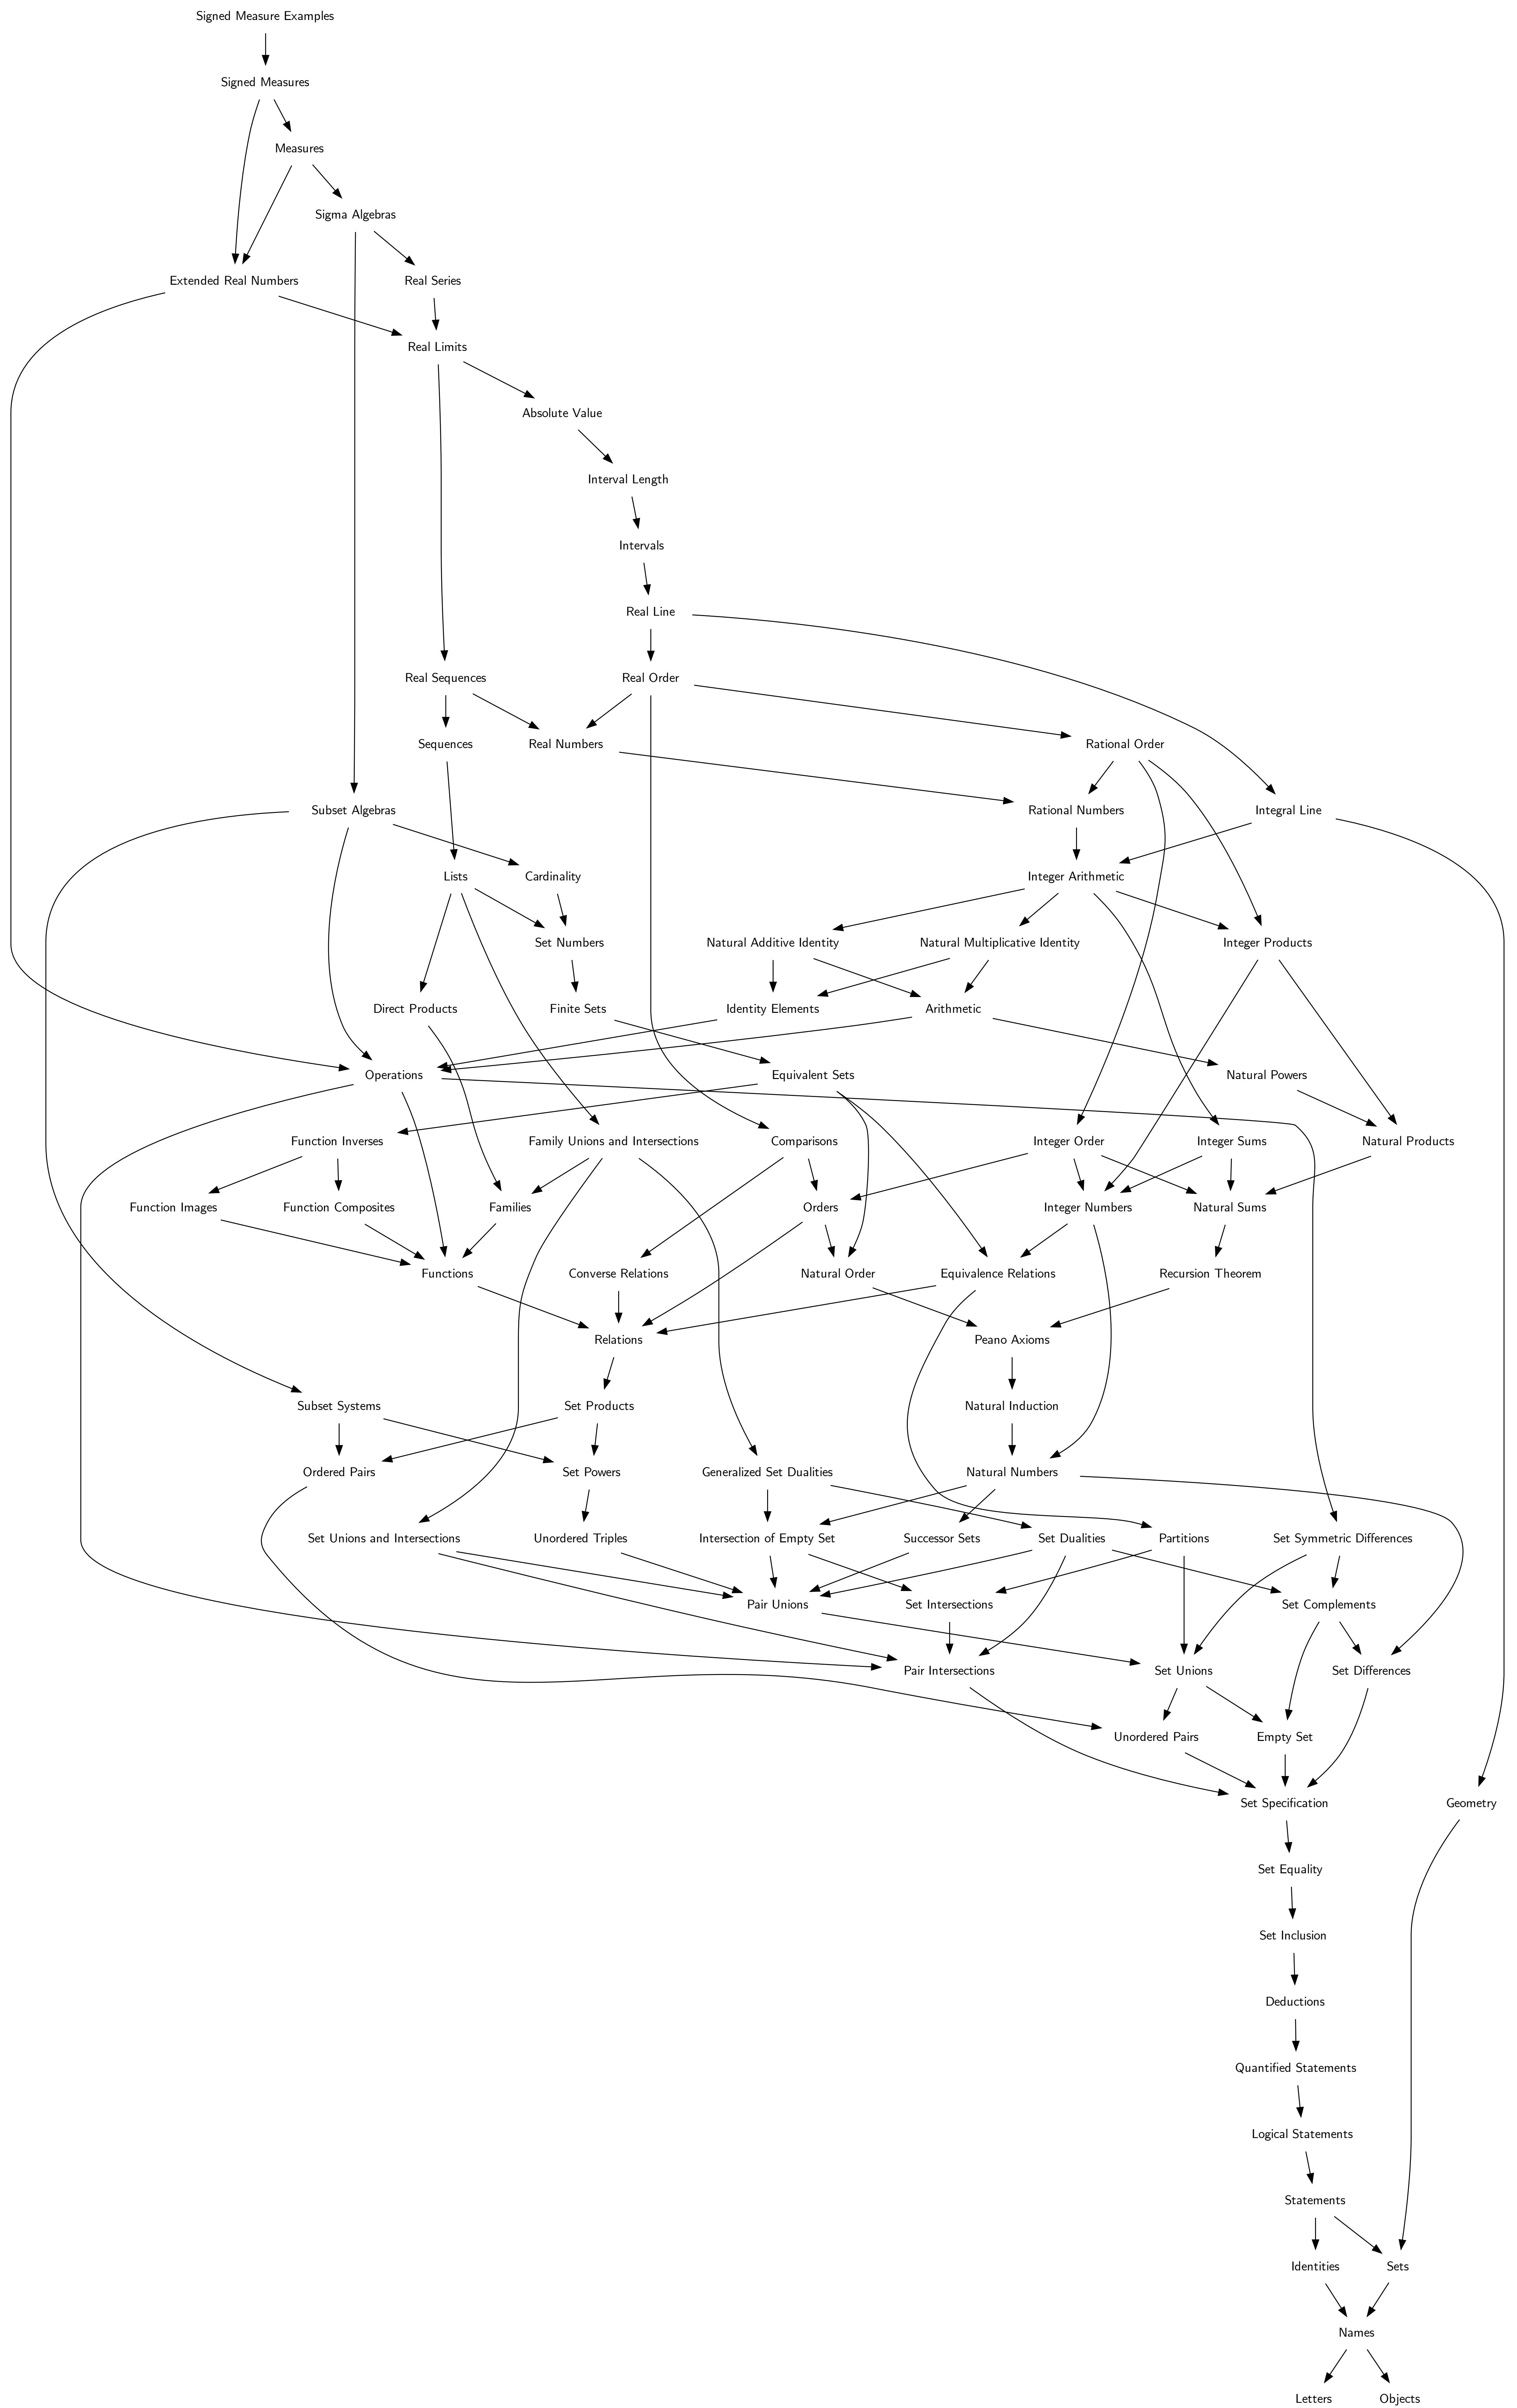 Signed Measure Examples
Signed Measures
Measures
Sigma Algebras
Extended Real Numbers
Real Series
Real Limits
Absolute Value
Interval Length
Intervals
Real Line
Real Sequences
Real Order
Sequences
Real Numbers
Rational Order
Subset Algebras
Rational Numbers
Integral Line
Lists
Cardinality
Integer Arithmetic
Set Numbers
Natural Additive Identity
Natural Multiplicative Identity
Integer Products
Direct Products
Finite Sets
Identity Elements
Arithmetic
Operations
Equivalent Sets
Natural Powers
Function Inverses
Family Unions and Intersections
Comparisons
Integer Order
Integer Sums
Natural Products
Function Images
Function Composites
Families
Orders
Integer Numbers
Natural Sums
Functions
Converse Relations
Natural Order
Equivalence Relations
Recursion Theorem
Relations
Peano Axioms
Subset Systems
Set Products
Natural Induction
Ordered Pairs
Set Powers
Generalized Set Dualities
Natural Numbers
Set Unions and Intersections
Unordered Triples
Intersection of Empty Set
Successor Sets
Set Dualities
Partitions
Set Symmetric Differences
Pair Unions
Set Intersections
Set Complements
Pair Intersections
Set Unions
Set Differences
Unordered Pairs
Empty Set
Set Specification
Geometry
Set Equality
Set Inclusion
Deductions
Quantified Statements
Logical Statements
Statements
Identities
Sets
Names
Letters
Objects